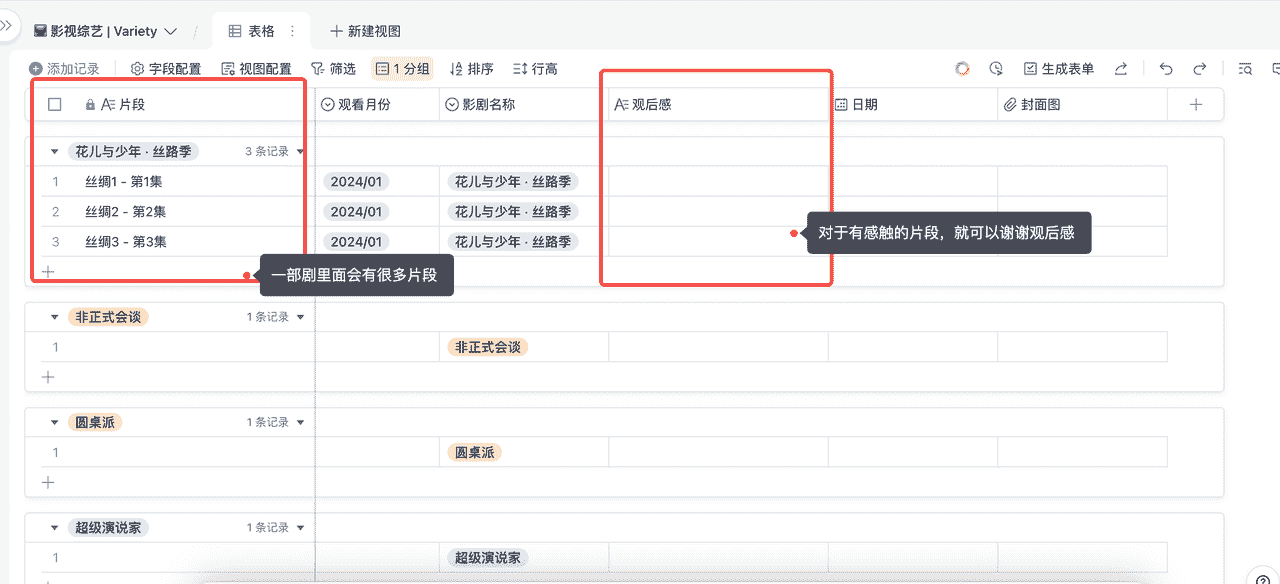 影视综艺 | Variety / 表格 新建视图
添加记录 字段配置 视图配置 筛选 1 分组 排序 行高 生成表单
片段 观看月份 影剧名称 观后感 日期 封面图
花儿与少年 · 丝路季 3 条记录
1 丝绸1 - 第1集 2024/01 花儿与少年 · 丝路季
2 丝绸2 - 第2集 2024/01 花儿与少年 · 丝路季
3 丝绸3 - 第3集 2024/01 花儿与少年 · 丝路季
对于有感触的片段，就可以谢谢观后感
一部剧里面会有很多片段
非正式会谈 1 条记录
1 非正式会谈
圆桌派 1 条记录
1 圆桌派
超级演说家 1 条记录
1 超级演说家